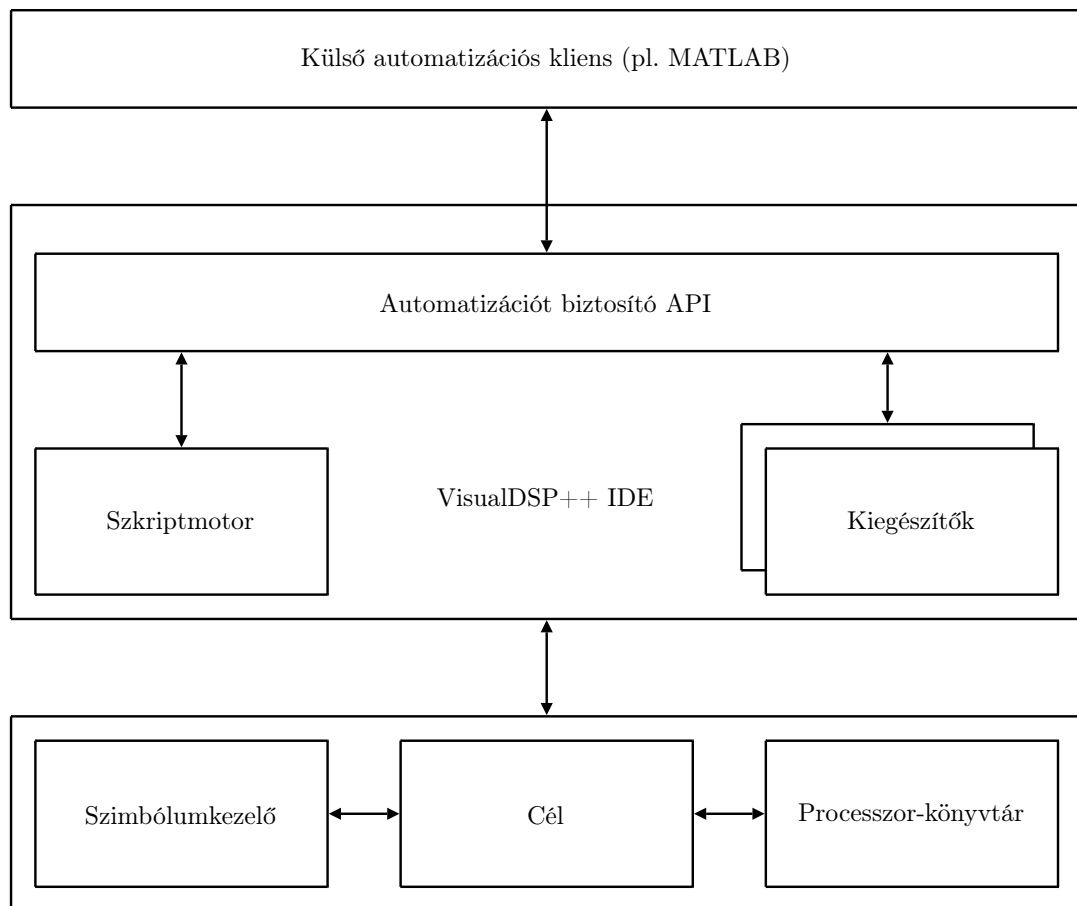 Külső automatizációs kliens (pl. MATLAB)
Automatizációt biztosító API
VisualDSP++ IDE
Szkriptmotor
Kiegészítők
Szimbólumkezelő
Cél
Processzor-könyvtár